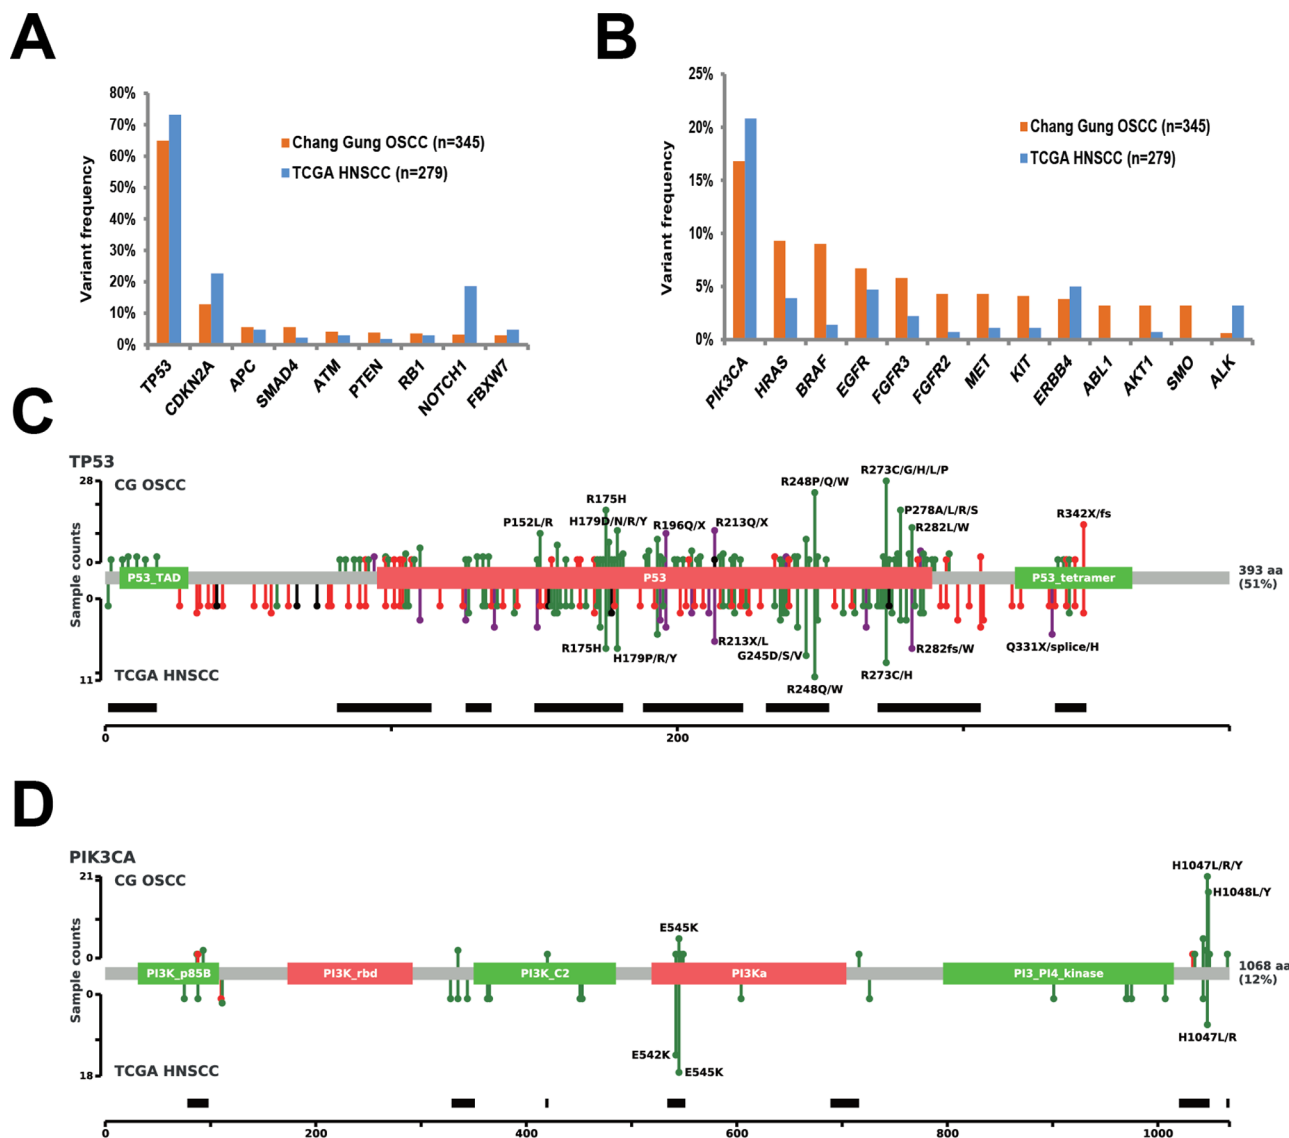 A
80%
70%
60%
50%
40%
30%
20%
10%
0%
Variant frequency
Chang Gung OSCC (n=345)
TCGA HNSCC (n=279)
TP53
CDKN2A
APC
SMAD4
ATM
PTEN
RB1
NOTCH1
FBXW7
B
25%
20%
15%
10%
5%
0%
Variant frequency
Chang Gung OSCC (n=345)
TCGA HNSCC (n=279)
PIK3CA
HRAS
BRAF
EGFR
FGFR3
FGFR2
MET
KIT
ERBB4
ABL1
AKT1
SMO
ALK
C
TP53
28
CG OSCC
R273C/G/H/L/P
R248P/Q/W
R175H
P278A/L/R/S
P152L/R
H179D/N/R/Y
R196Q/X
R213Q/X
R282L/W
R342X/fs
Sample counts
0
P53_TAD
P53
P53_tetramer
393 aa
(51%)
0
R175H
H179P/R/Y
R213X/L
G245D/S/V
R282fs/W
Q331X/splice/H
R273C/H
R248Q/W
11
TCGA HNSCC
0
200
D
PIK3CA
21
CG OSCC
H1047L/R/Y
H1048L/Y
E545K
Sample counts
0
PI3K_p85B
PI3K_rbd
PI3K_C2
PI3Ka
PI3_PI4_kinase
1068 aa
(12%)
0
H1047L/R
E542K
E545K
18
TCGA HNSCC
0
200
400
600
800
1000